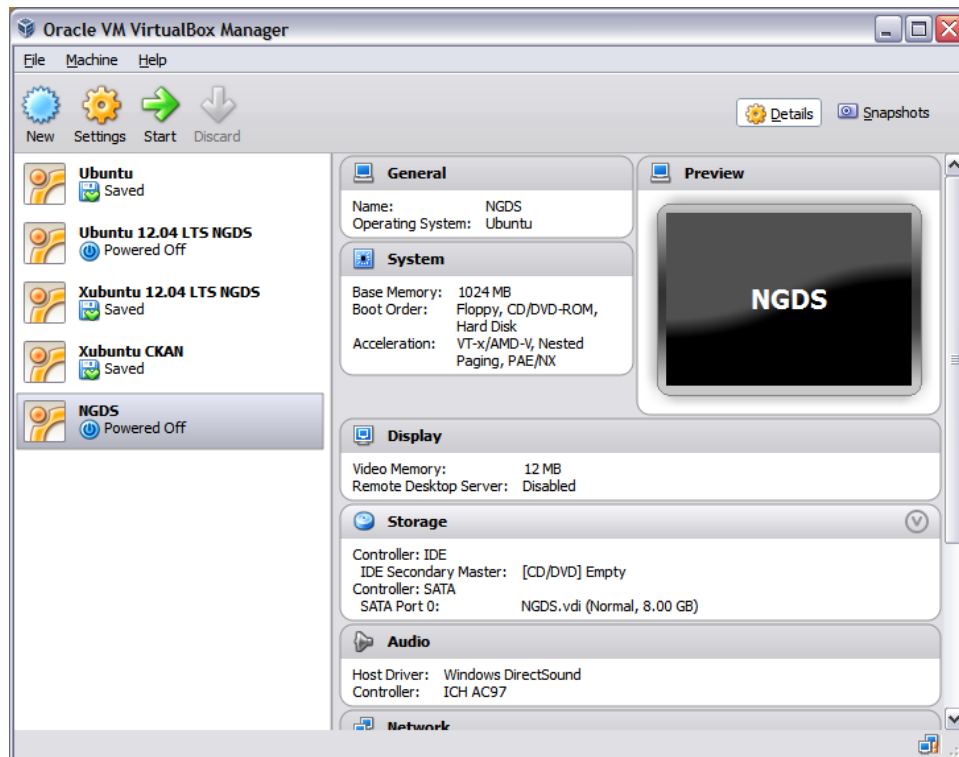 Oracle VM VirtualBox Manager
File Machine Help
New Settings Start Discard
Details Snapshots
Ubuntu
Saved
Ubuntu 12.04 LTS NGDS
Powered Off
Xubuntu 12.04 LTS NGDS
Saved
Xubuntu CKAN
Saved
NGDS
Powered Off
General
Name: NGDS
Operating System: Ubuntu
System
Base Memory: 1024 MB
Boot Order: Floppy, CD/DVD-ROM,
Hard Disk
Acceleration: VT-x/AMD-V, Nested
Paging, PAE/NX
Preview
NGDS
Display
Video Memory: 12 MB
Remote Desktop Server: Disabled
Storage
Controller: IDE
IDE Secondary Master: [CD/DVD] Empty
Controller: SATA
SATA Port 0: NGDS.vdi (Normal, 8.00 GB)
Audio
Host Driver: Windows DirectSound
Controller: ICH AC97
Network